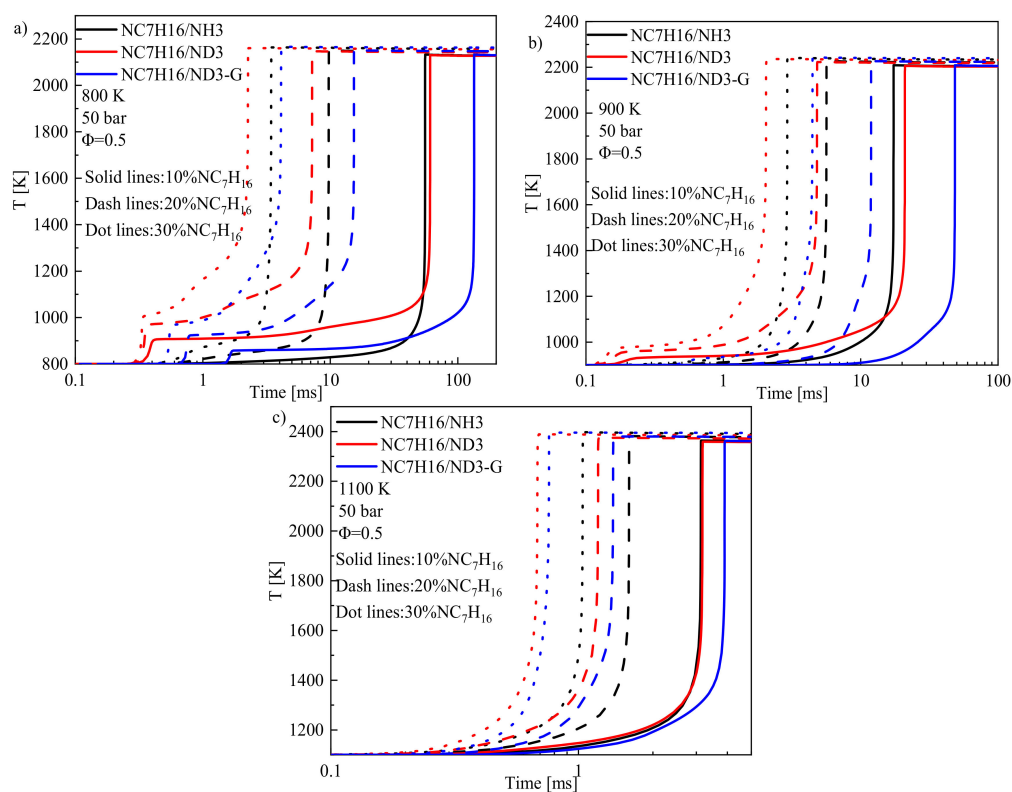 a)
NC7H16/NH3
NC7H16/ND3
NC7H16/ND3-G
800 K
50 bar
Φ=0.5
Solid lines:10%NC₇H₁₆
Dash lines:20%NC₇H₁₆
Dot lines:30%NC₇H₁₆
T [K]
2200
2000
1800
1600
1400
1200
1000
800
0.1
1
10
100
Time [ms]
b)
NC7H16/NH3
NC7H16/ND3
NC7H16/ND3-G
900 K
50 bar
Φ=0.5
Solid lines:10%NC₇H₁₆
Dash lines:20%NC₇H₁₆
Dot lines:30%NC₇H₁₆
T [K]
2400
2200
2000
1800
1600
1400
1200
1000
0.1
1
10
100
Time [ms]
c)
NC7H16/NH3
NC7H16/ND3
NC7H16/ND3-G
1100 K
50 bar
Φ=0.5
Solid lines:10%NC₇H₁₆
Dash lines:20%NC₇H₁₆
Dot lines:30%NC₇H₁₆
T [K]
2400
2200
2000
1800
1600
1400
1200
0.1
1
Time [ms]